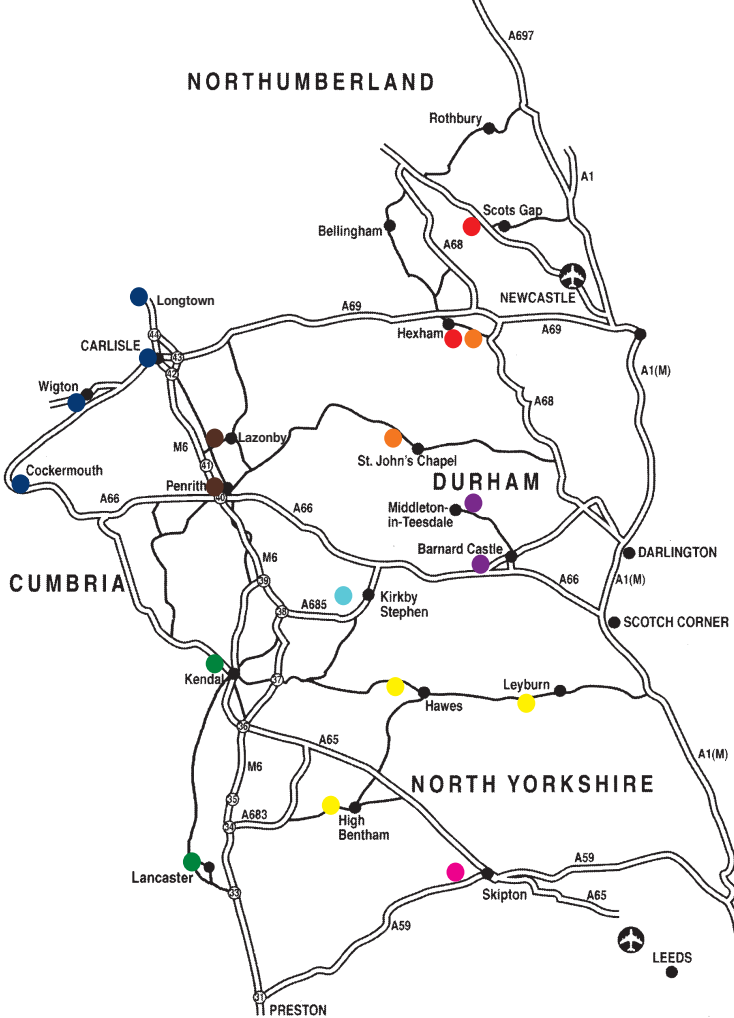 A697
NORTHUMBERLAND
Rothbury
A1
Scots Gap
Bellingham
A68
NEWCASTLE
Longtown
A69
Hexham
A69
44
CARLISLE
43
42
A1(M)
Wigton
A68
M6
Lazonby
41
St. John's Chapel
Cockermouth
DURHAM
Penrith
40
A66
A66
Middleton-
in-Teesdale
Barnard Castle
DARLINGTON
M6
CUMBRIA
39
A66
A1(M)
Kirkby
Stephen
38
A685
SCOTCH CORNER
Kendal
37
Leyburn
Hawes
36
A65
A1(M)
M6
NORTH YORKSHIRE
35
A683
34
High
Bentham
A59
Lancaster
33
Skipton
A65
A59
LEEDS
31
PRESTON